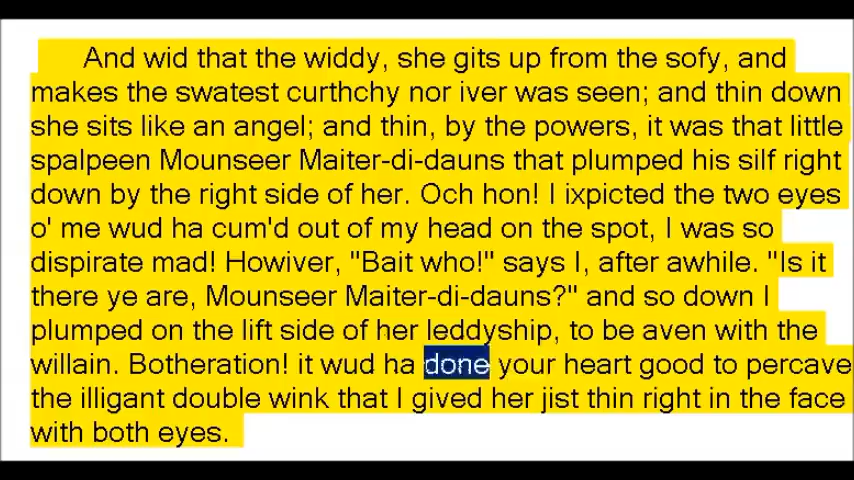 And wid that the widdy, she gits up from the sofy, and
makes the swatest curthchy nor iver was seen; and thin down
she sits like an angel; and thin, by the powers, it was that little
spalpeen Mounseer Maiter-di-dauns that plumped his silf right
down by the right side of her. Och hon! I ixpicted the two eyes
o' me wud ha cum'd out of my head on the spot, I was so
dispirate mad! Howiver, "Bait who!" says I, after awhile. "Is it
there ye are, Mounseer Maiter-di-dauns?" and so down I
plumped on the lift side of her leddyship, to be aven with the
willain. Botheration! it wud ha done your heart good to percave
the illigant double wink that I gived her jist thin right in the face
with both eyes.